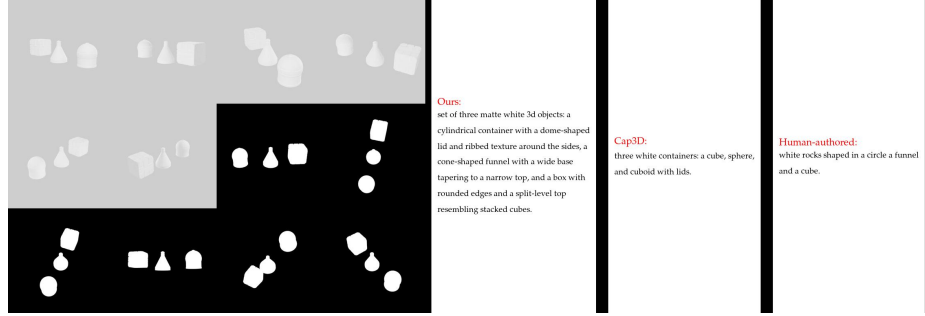 Ours:
set of three matte white 3d objects: a
cylindrical container with a dome-shaped
lid and ribbed texture around the sides, a
cone-shaped funnel with a wide base
tapering to a narrow top, and a box with
rounded edges and a split-level top
resembling stacked cubes.
Cap3D:
three white containers: a cube, sphere,
and cuboid with lids.
Human-authored:
white rocks shaped in a circle a funnel
and a cube.